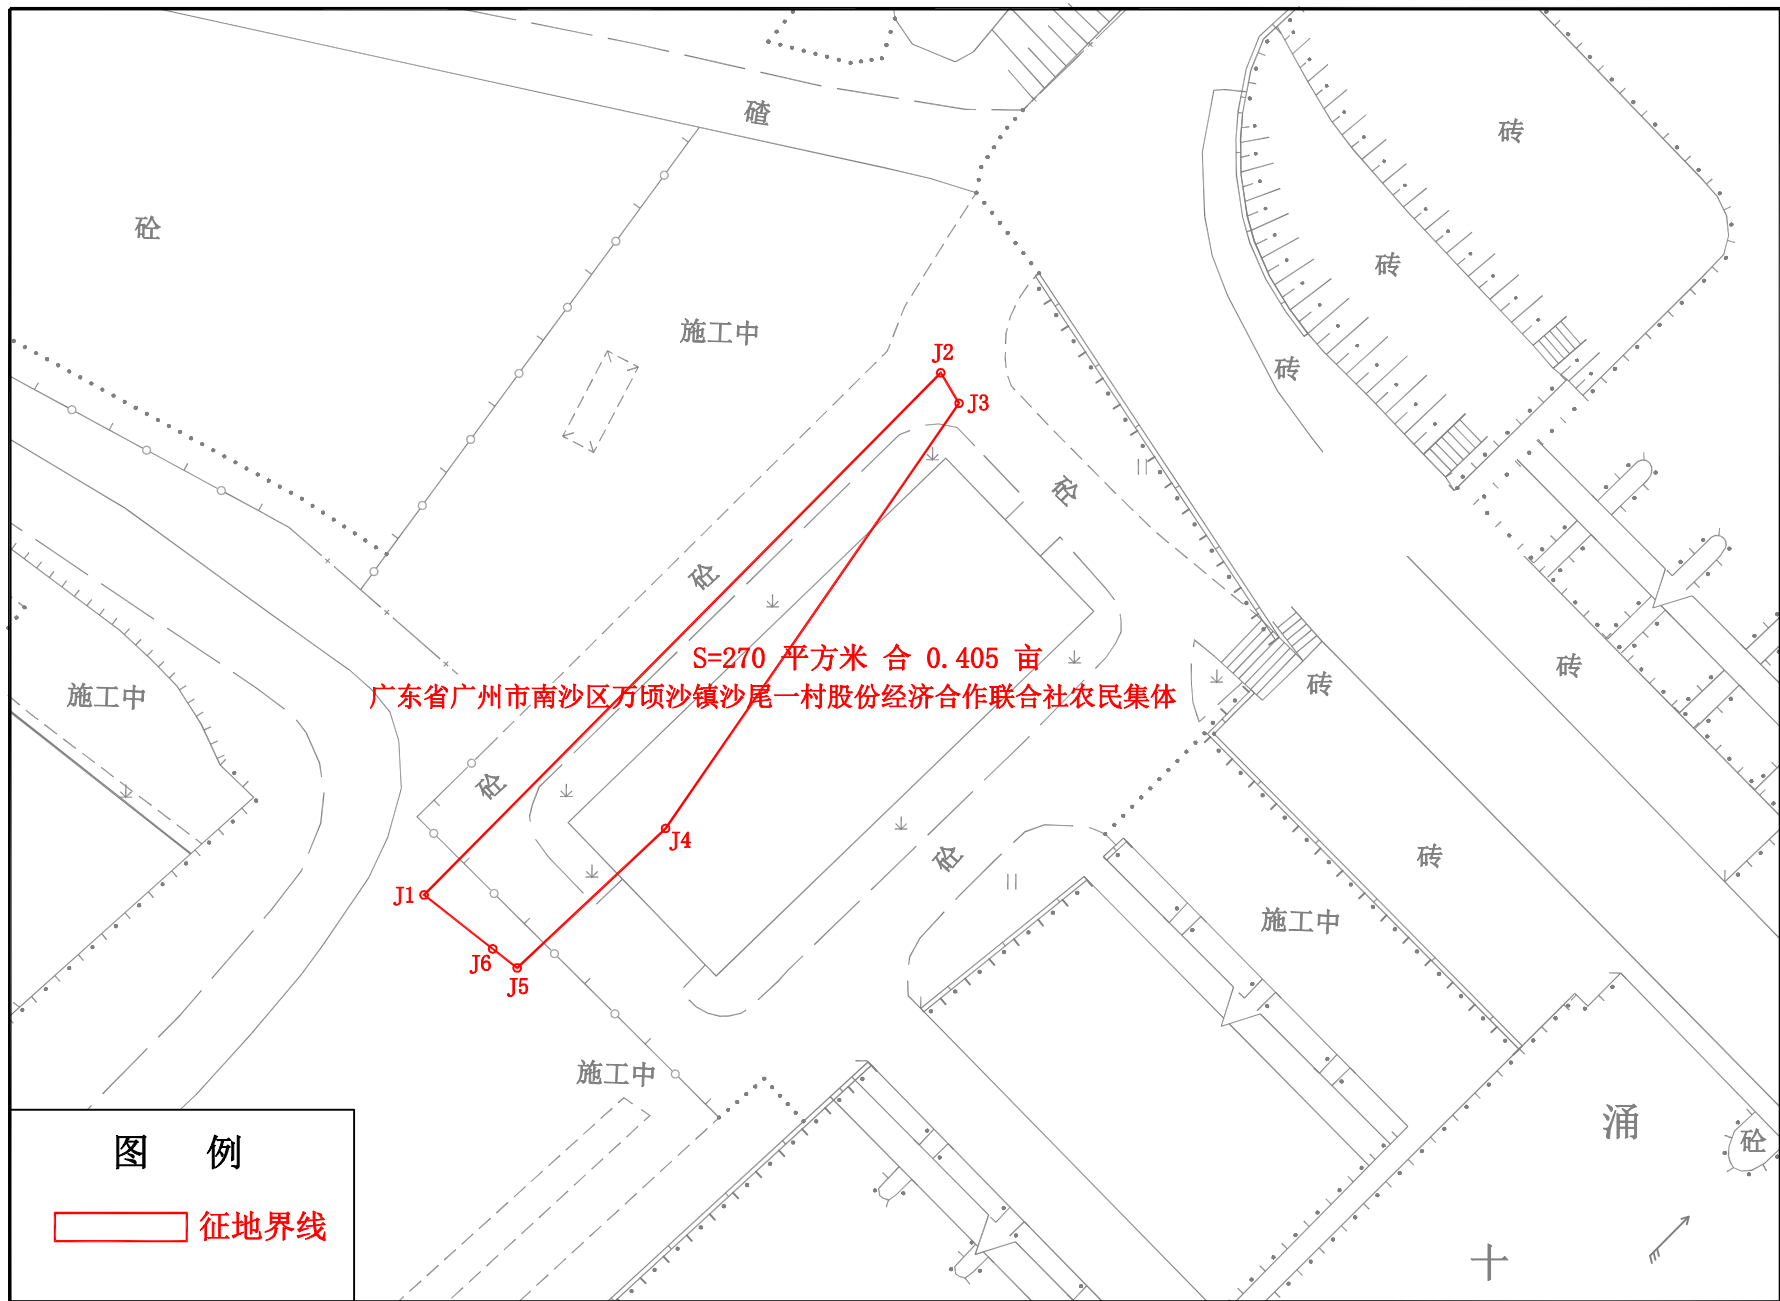 碴
砖
砼
砖
施工中
砖
J2
J3
砼
砼
S=270 平方米 合 0.405 亩
广东省广州市南沙区万顷沙镇沙尾一村股份经济合作联合社农民集体
施工中
砖
砖
砼
J4
砼
砖
J1
施工中
J6
J5
施工中
涌
砼
十
图 例
征地界线